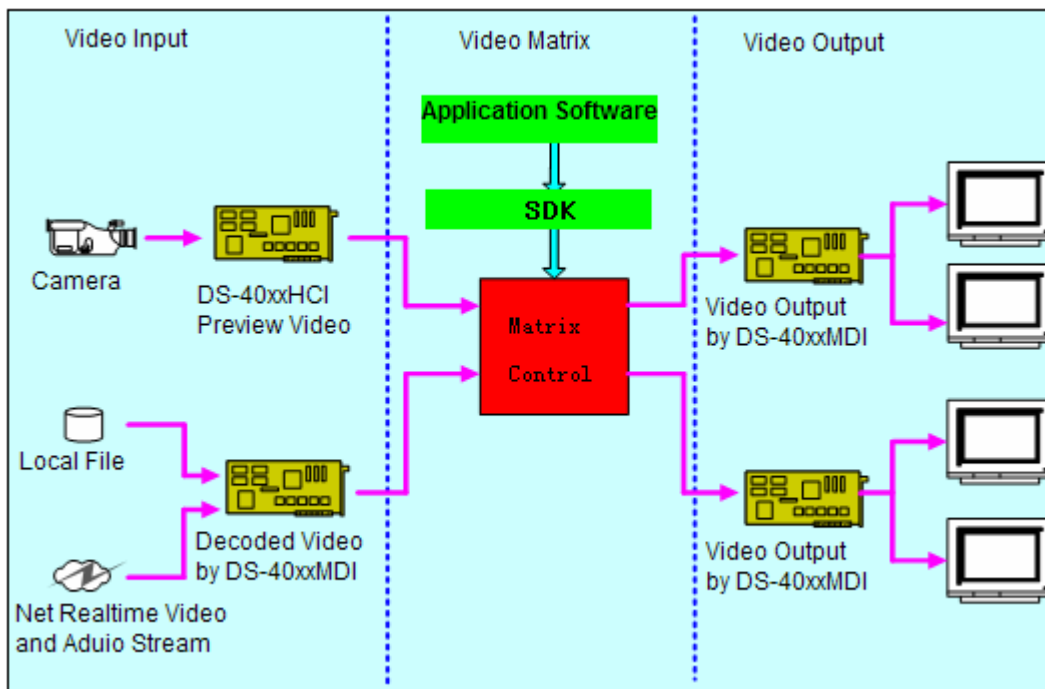 Video Input
Video Matrix
Video Output
Application Software
SDK
Camera
DS-40xxHCI
Preview Video
Matrix
Control
Video Output
by DS-40xxMDI
Local File
Decoded Video
by DS-40xxMDI
Net Realtime Video
and Aduio Stream
Video Output
by DS-40xxMDI